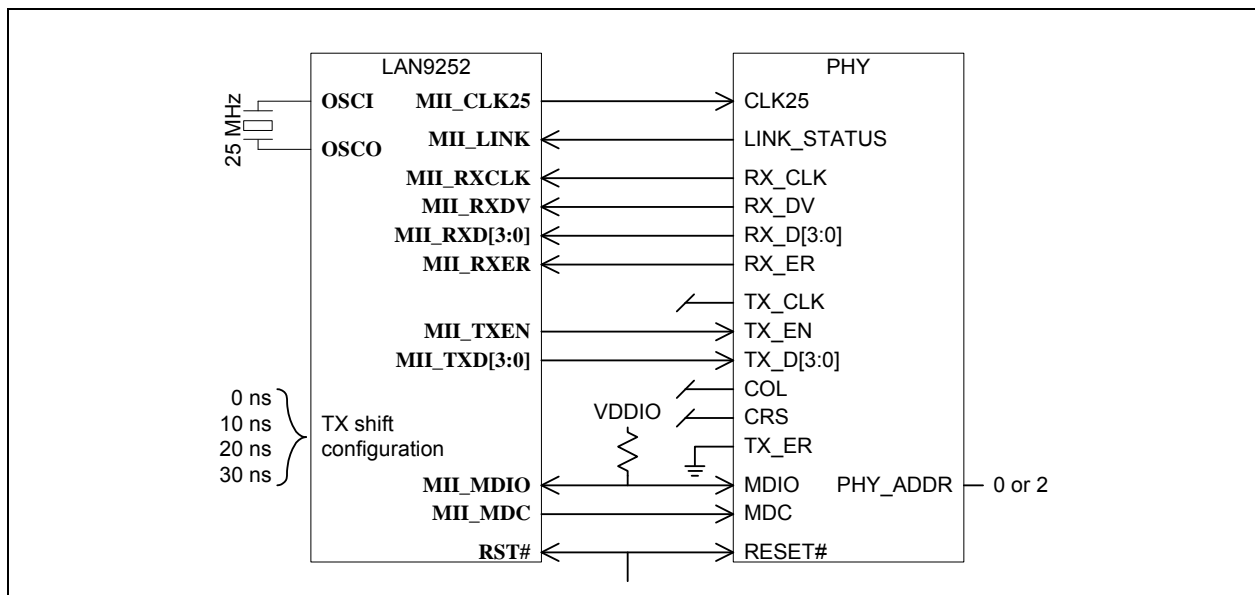 LAN9252
PHY
25 MHz
OSCI
MII_CLK25
CLK25
OSCO
MII_LINK
LINK_STATUS
MII_RXCLK
RX_CLK
MII_RXDV
RX_DV
MII_RXD[3:0]
RX_D[3:0]
MII_RXER
RX_ER
TX_CLK
MII_TXEN
TX_EN
MII_TXD[3:0]
TX_D[3:0]
COL
0 ns
10 ns
20 ns
30 ns
TX shift
configuration
VDDIO
CRS
TX_ER
MII_MDIO
MDIO
PHY_ADDR
0 or 2
MII_MDC
MDC
RST#
RESET#